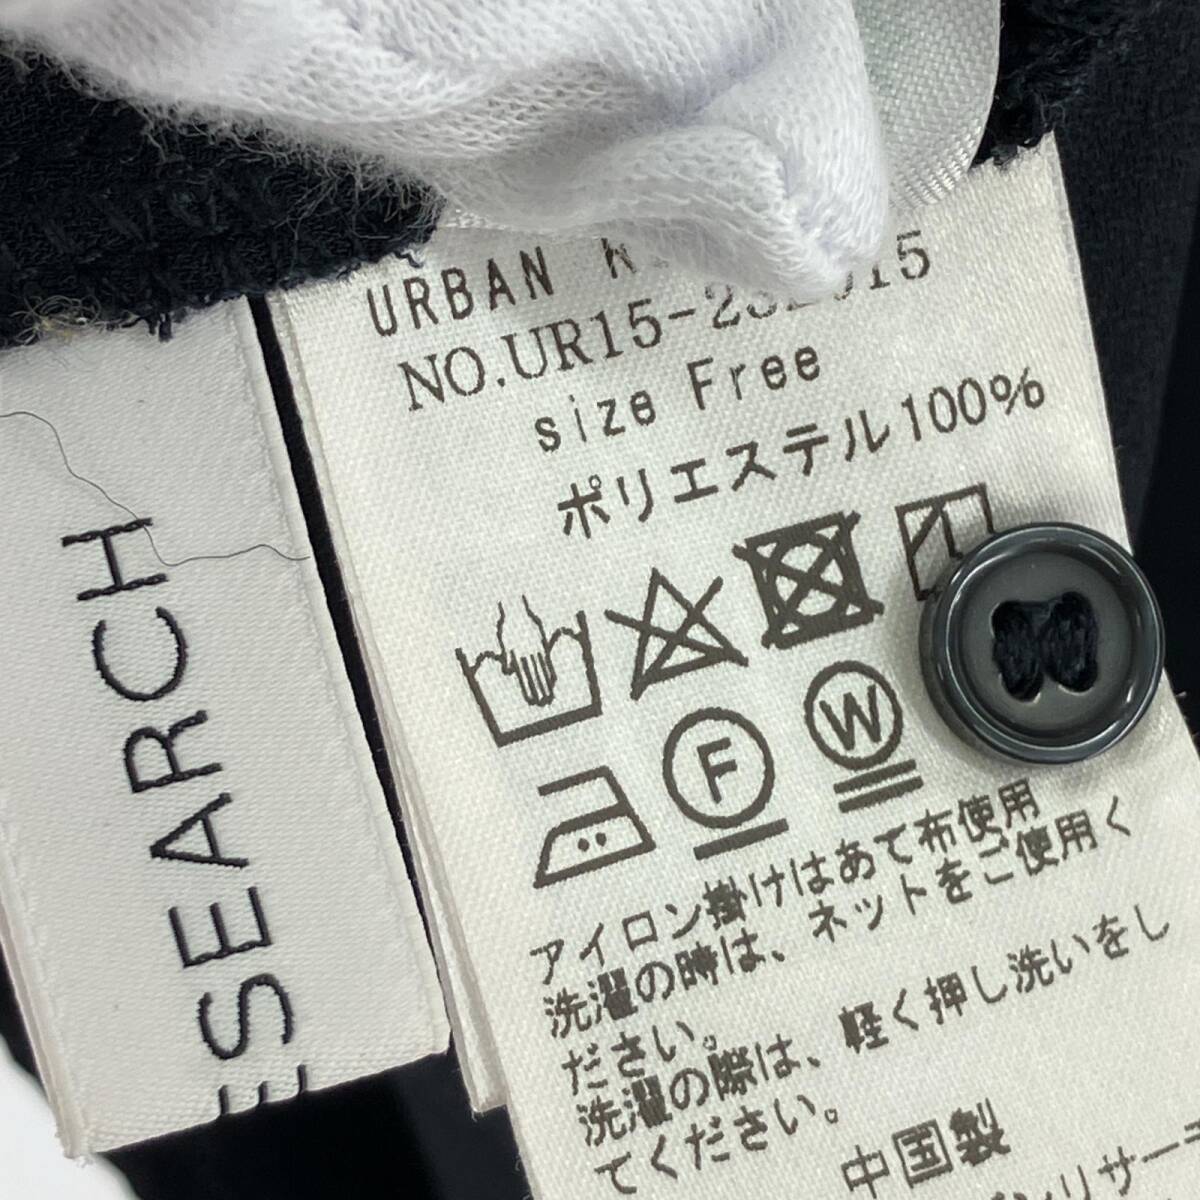 URBAN
NO.UR15-
size Free
ポリエステル100%
F
W
アイロン掛けはあて布使用
洗濯の時は、ネットをご使用く
ださい。
洗濯の際は、軽く押し洗いをし
てください。
中国製
リサー
SEARCH